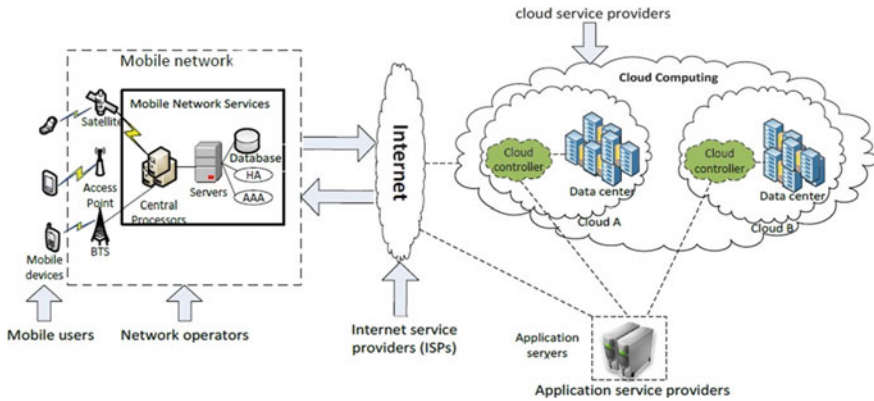 cloud service providers
Mobile network
Mobile Network Services
Satellite
Database
HA
AAA
Servers
Central
Processors
Access
Point
BTS
Mobile
devices
Mobile users
Network operators
Internet
Internet service
providers (ISPs)
Cloud Computing
Cloud
controller
Data center
Cloud A
Cloud
controller
Data center
Cloud B
Application
servers
Application service providers